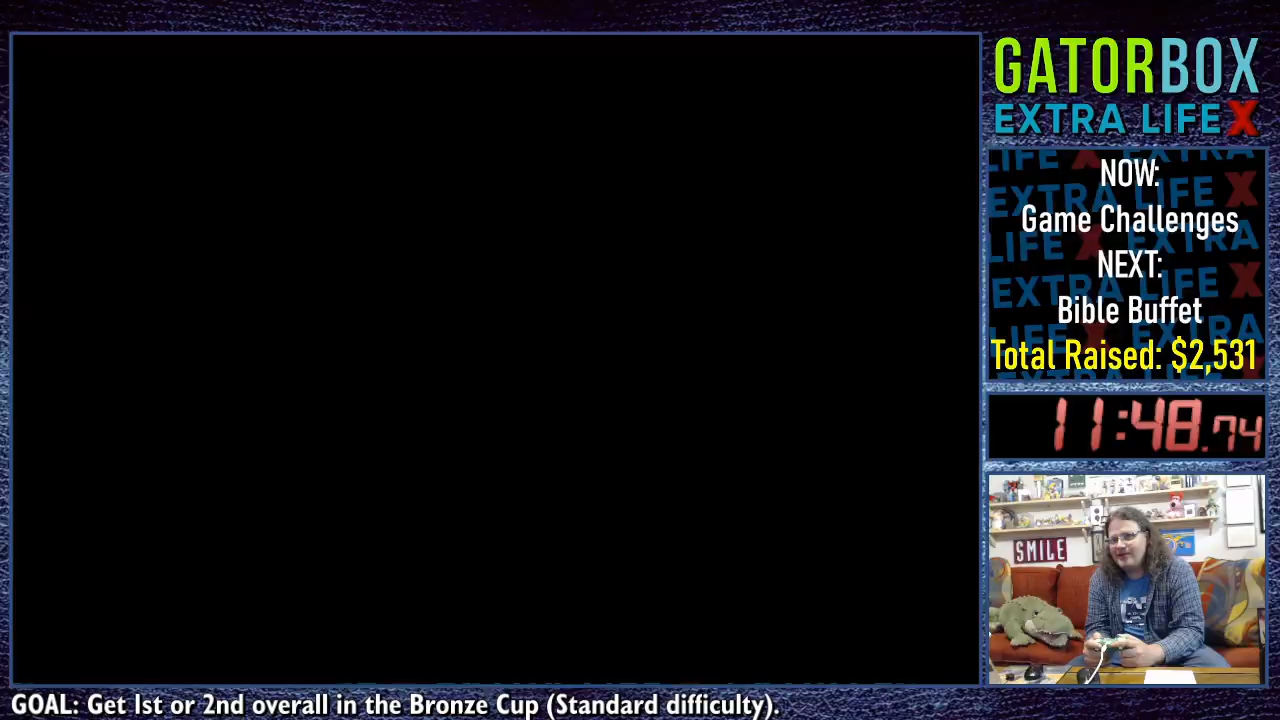 GATORBOX
EXTRA LIFE X
NOW:
Game Challenges
NEXT:
Bible Buffet
Total Raised: $2,531
11:48.74
SMILE
GOAL: Get 1st or 2nd overall in the Bronze Cup (Standard difficulty).